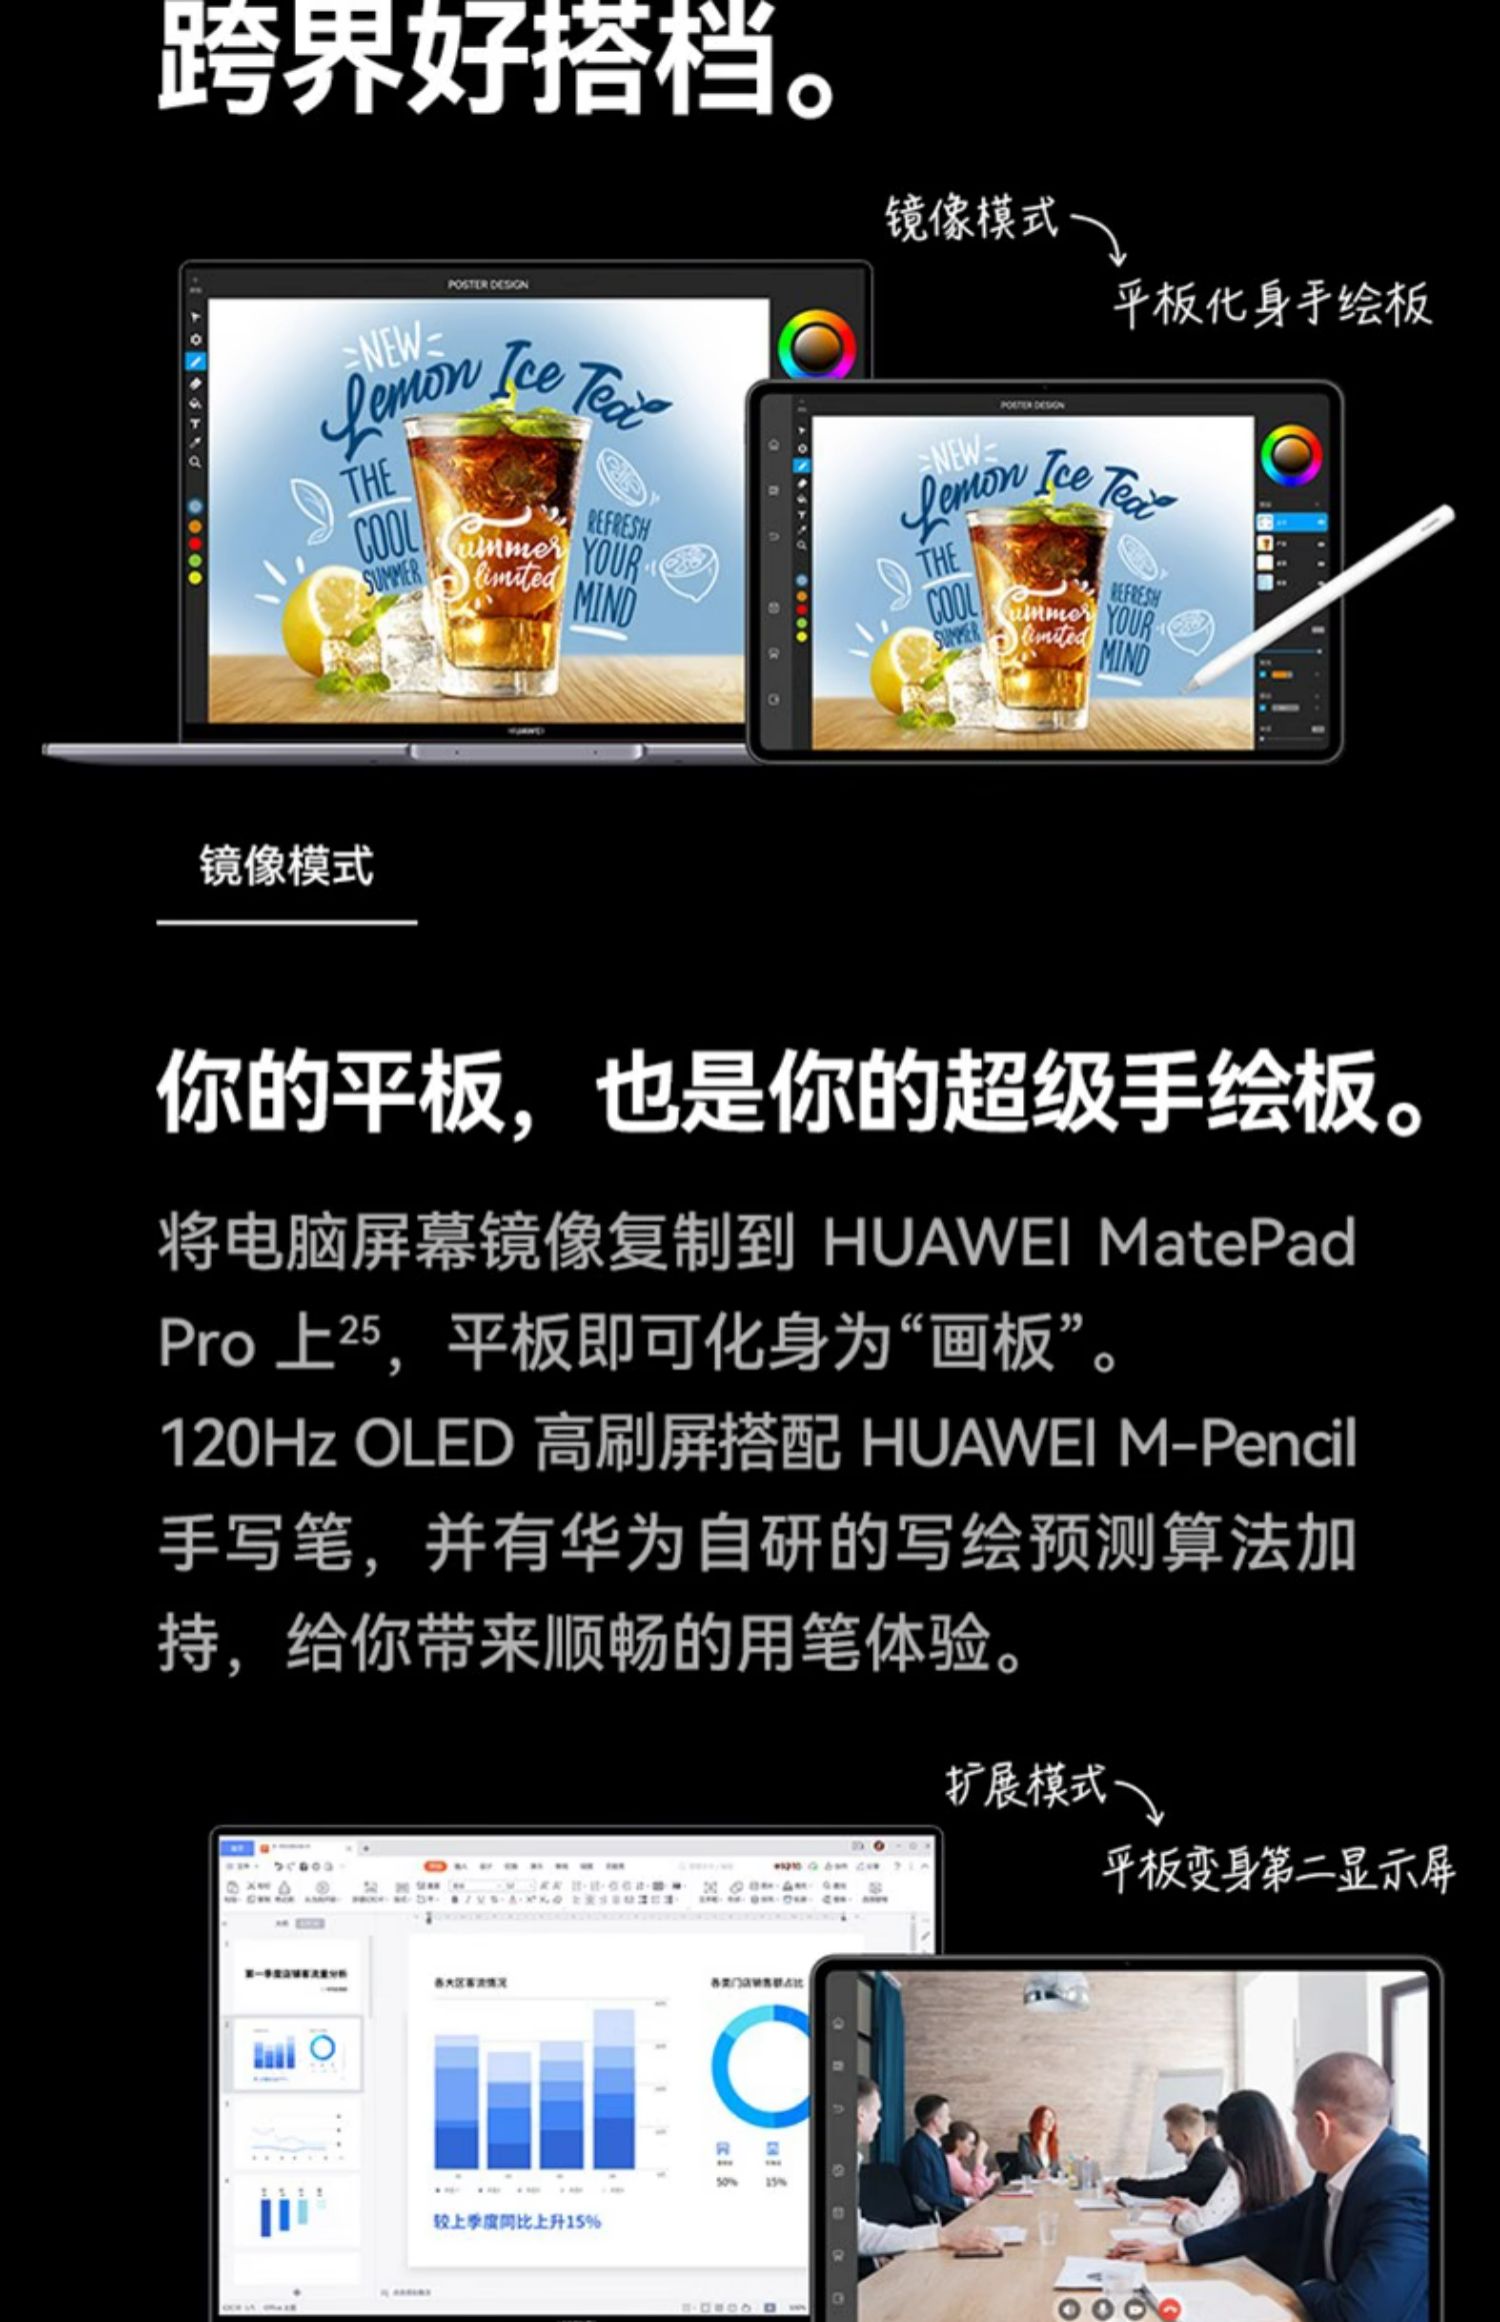 跨界好搭档。
镜像模式
平板化身手绘板
POSTER DESIGN
NEW
Lemon Ice Tea
THE
COOL
SUMMER
Summer
limited
REFRESH
YOUR
MIND
HUAWEI
POSTER DESIGN
NEW
Lemon Ice Tea
THE
COOL
SUMMER
Summer
limited
REFRESH
YOUR
MIND
镜像模式
你的平板，也是你的超级手绘板。
将电脑屏幕镜像复制到 HUAWEI MatePad
Pro 上25，平板即可化身为“画板”。
120Hz OLED 高刷屏搭配 HUAWEI M-Pencil
手写笔，并有华为自研的写绘预测算法加
持，给你带来顺畅的用笔体验。
扩展模式
平板变身第二显示屏
第一季度店铺客流量分析
各大区客流情况
各类门店销售额占比
50%
15%
较上季度同比上升15%